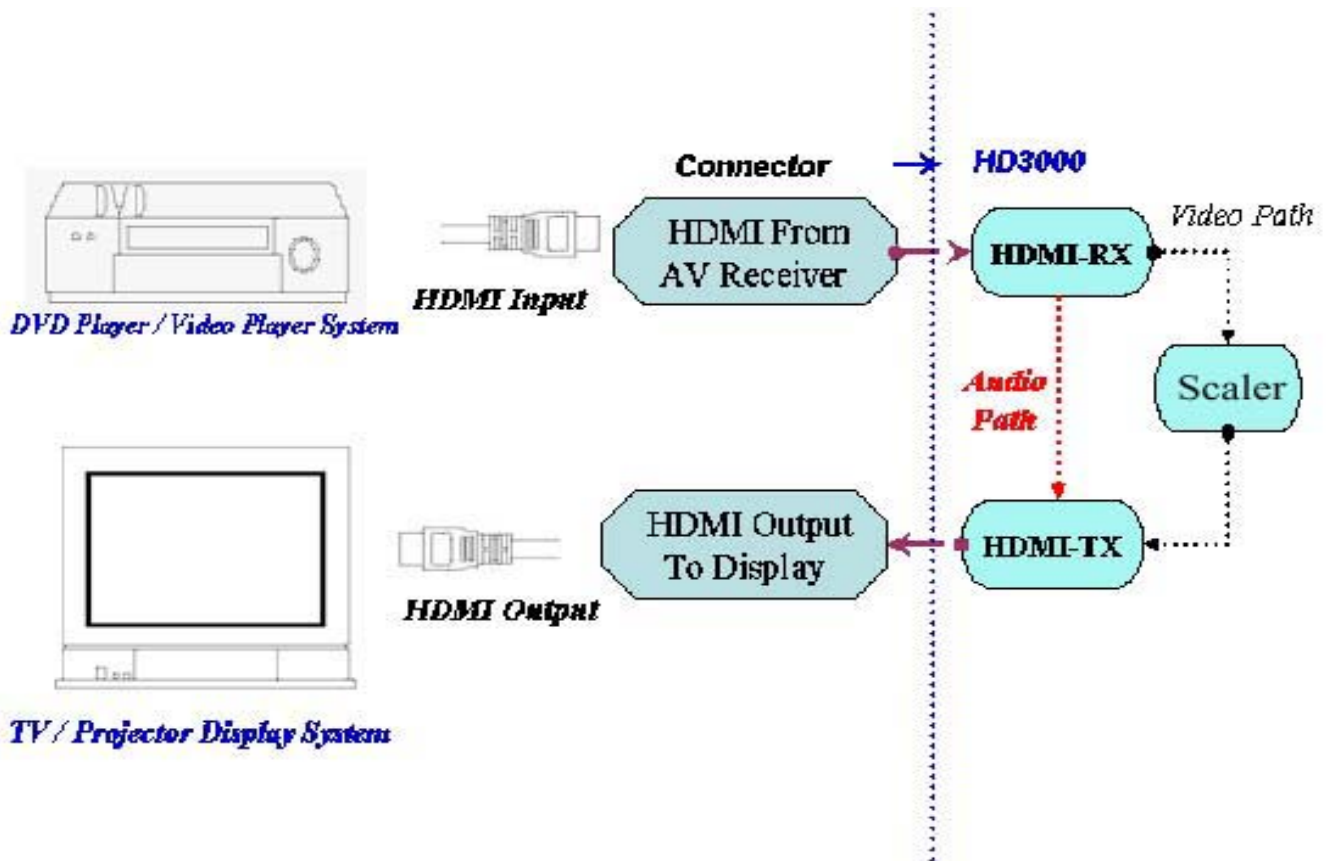 Connector
HD3000
HDMI From
AV Receiver
HDMI-RX
Video Path
DVD
HDMI Input
DVD Player / Video Player System
Audio
Path
Scaler
HDMI Output
To Display
HDMI-TX
HDMI Output
TV / Projector Display System